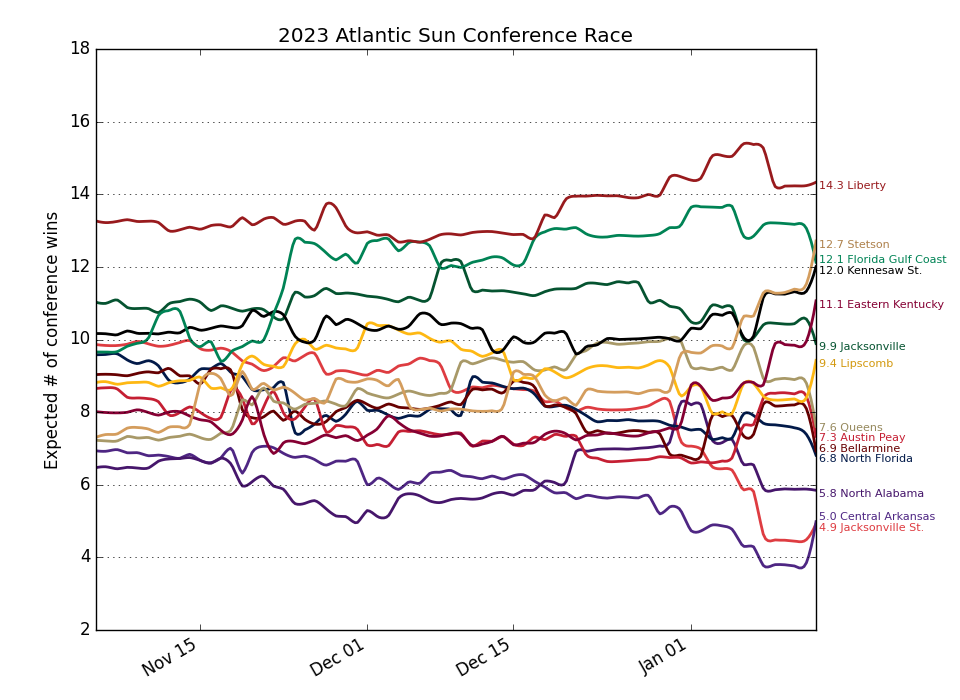 2023 Atlantic Sun Conference Race
Expected # of conference wins
18
16
14
12
10
8
6
4
2
Nov 15
Dec 01
Dec 15
Jan 01
14.3 Liberty
12.7 Stetson
12.1 Florida Gulf Coast
12.0 Kennesaw St.
11.1 Eastern Kentucky
9.9 Jacksonville
9.4 Lipscomb
7.6 Queens
7.3 Austin Peay
6.9 Bellarmine
6.8 North Florida
5.8 North Alabama
5.0 Central Arkansas
4.9 Jacksonville St.